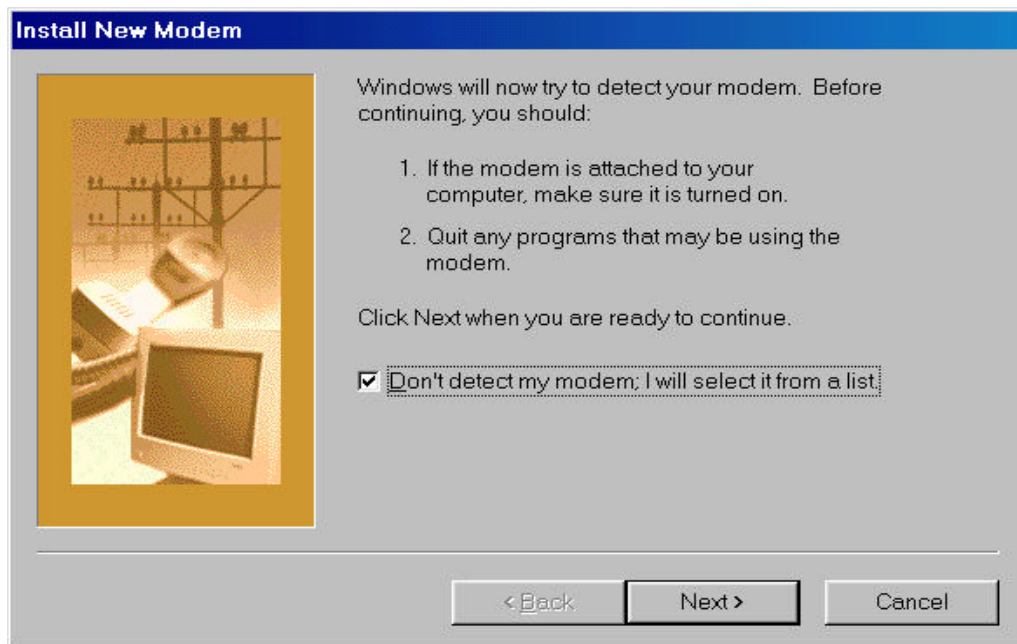 Install New Modem
Windows will now try to detect your modem. Before
continuing, you should:
1. If the modem is attached to your
computer, make sure it is turned on.
2. Quit any programs that may be using the
modem.
Click Next when you are ready to continue.
Don't detect my modem; I will select it from a list.
< Back
Next >
Cancel